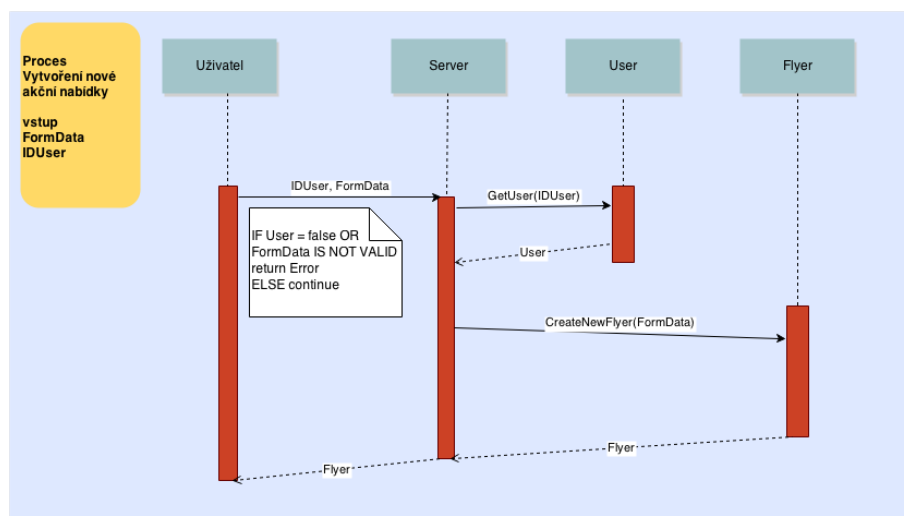 Proces
Vytvoření nové
akční nabídky
vstup
FormData
IDUser
Uživatel
Server
User
Flyer
IDUser, FormData
GetUser(IDUser)
IF User = false OR
FormData IS NOT VALID
return Error
ELSE continue
User
CreateNewFlyer(FormData)
Flyer
Flyer